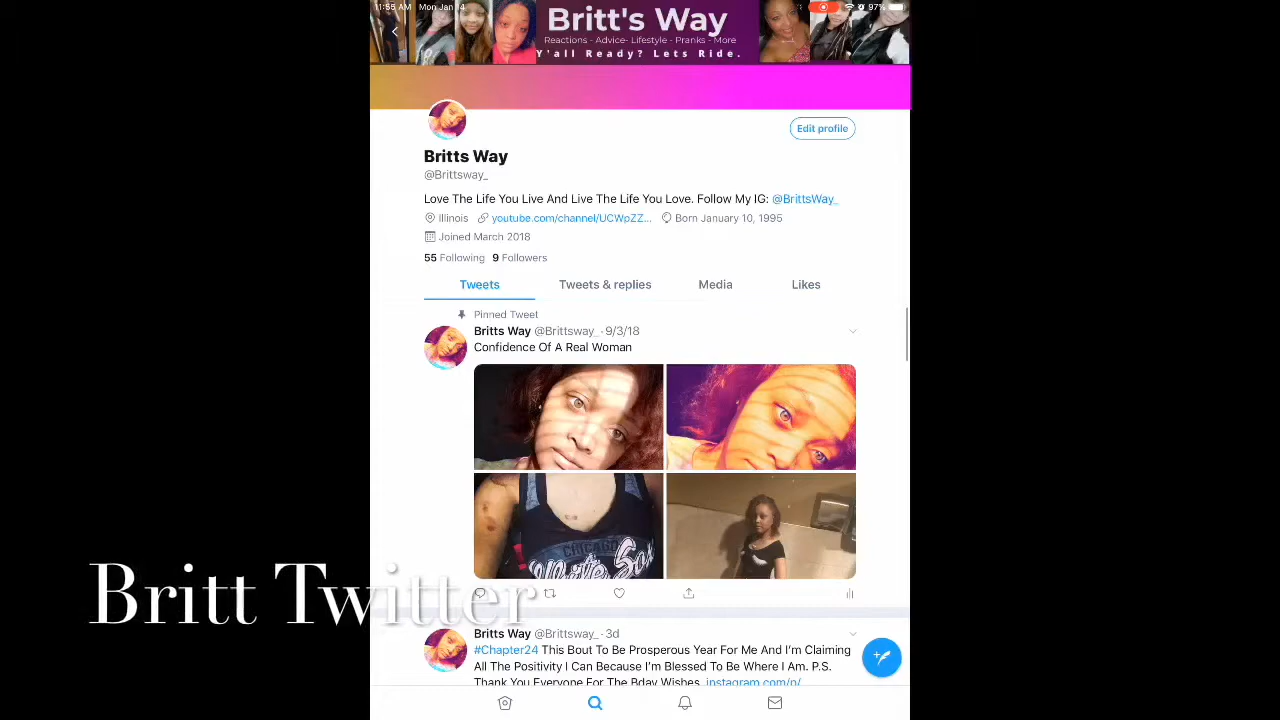 11:55 AM Mon Jan 14
97%
Britt's Way
Reactions - Advice- Lifestyle - Pranks - More
Y'all Ready? Lets Ride.
Edit profile
Britts Way
@Brittsway_
Love The Life You Live And Live The Life You Love. Follow My IG: @BrittsWay_
Illinois youtube.com/channel/UCWpZZ... Born January 10, 1995
Joined March 2018
55 Following 9 Followers
Tweets Tweets & replies Media Likes
Pinned Tweet
Britts Way @Brittsway_ · 9/3/18
Confidence Of A Real Woman
CHICAGO
White Sox
Britt Twitter
Britts Way @Brittsway_ · 3d
#Chapter24 This Bout To Be Prosperous Year For Me And I'm Claiming
All The Positivity I Can Because I'm Blessed To Be Where I Am. P.S.
Thank You Everyone For The Bday Wishes. instagram.com/p/